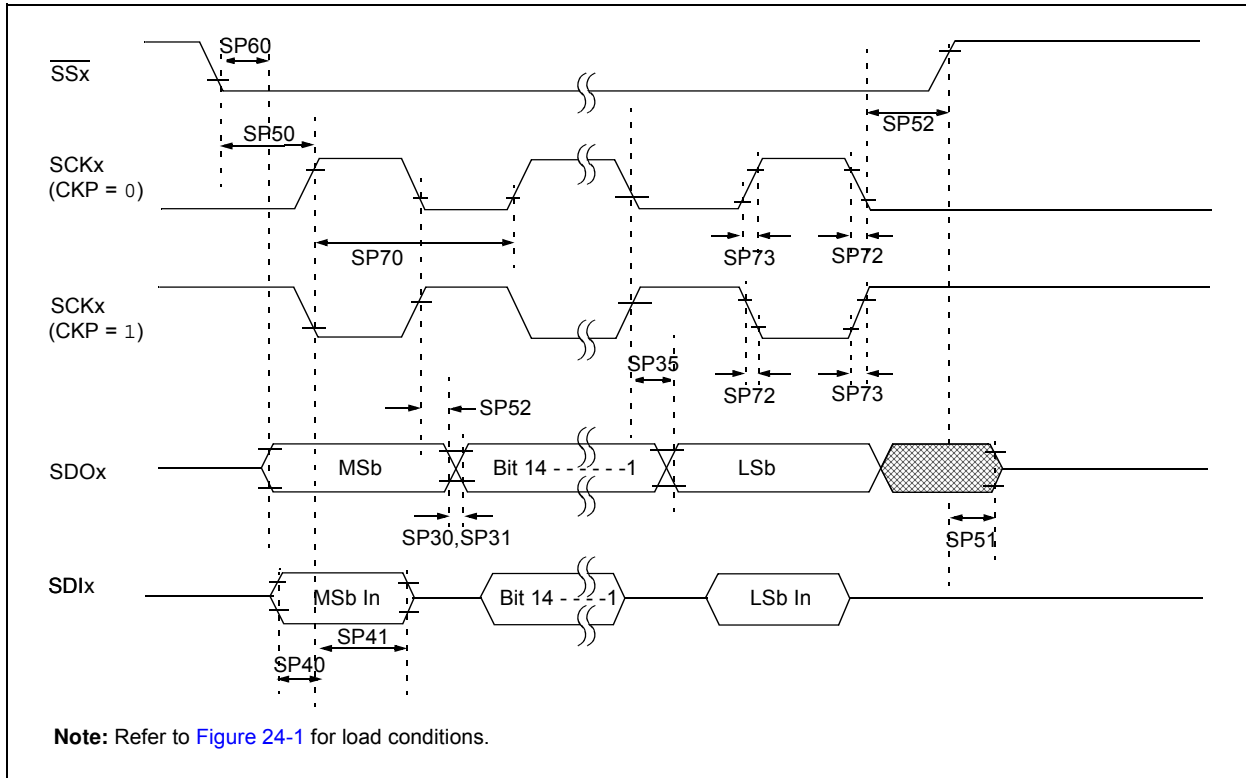 SP60
SSx
SP50
SP52
SCKx
(CKP = 0)
SP70
SP73
SP72
SCKx
(CKP = 1)
SP35
SP72
SP73
SP52
SDOx
MSb
Bit 14 - - - - - -1
LSb
SP30,SP31
SP51
SDIx
MSb In
Bit 14 - - - -1
LSb In
SP41
SP40
Note: Refer to Figure 24-1 for load conditions.